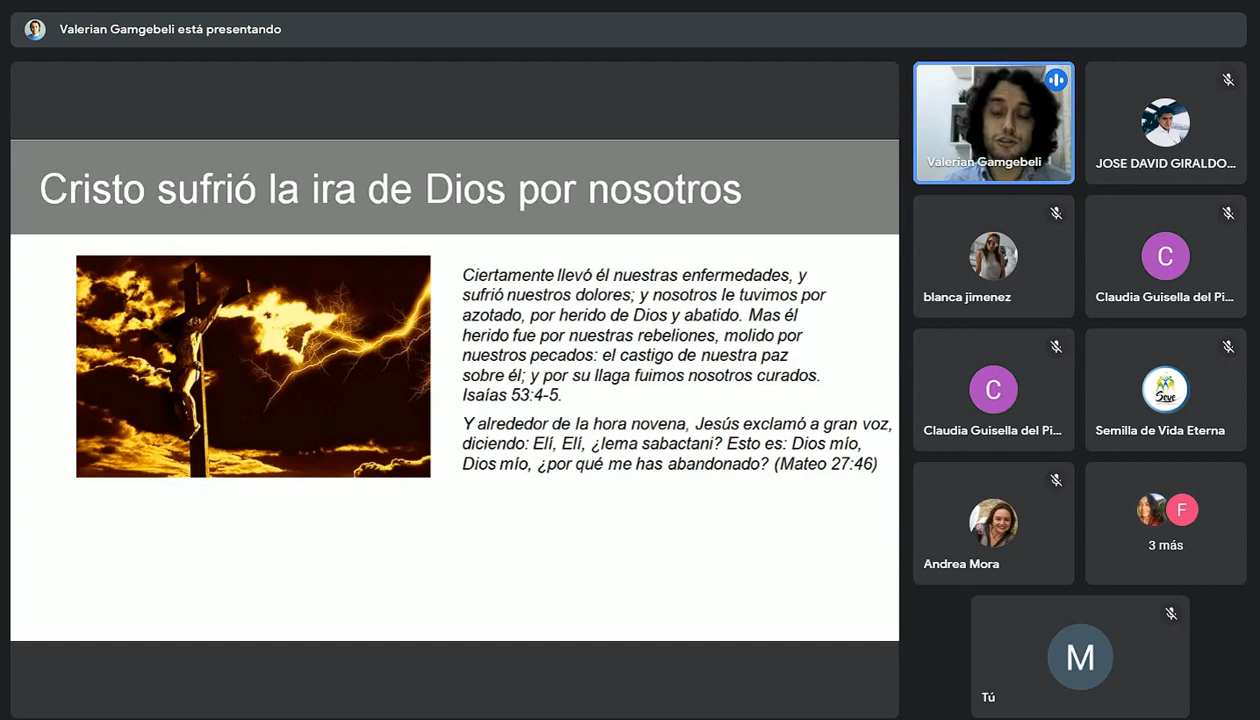 Valerian Gamgebeli está presentando
Cristo sufrió la ira de Dios por nosotros
Ciertamente llevó él nuestras enfermedades, y
sufrió nuestros dolores; y nosotros le tuvimos por
azotado, por herido de Dios y abatido. Mas él
herido fue por nuestras rebeliones, molido por
nuestros pecados: el castigo de nuestra paz
sobre él; y por su llaga fuimos nosotros curados.
Isaías 53:4-5.
Y alrededor de la hora novena, Jesús exclamó a gran voz,
diciendo: Elí, Elí, ¿lema sabactani? Esto es: Dios mío,
Dios mío, ¿por qué me has abandonado? (Mateo 27:46)
Valerian Gamgebeli
JOSE DAVID GIRALDO...
blanca jimenez
C
Claudia Guisella del Pi...
C
Claudia Guisella del Pi...
Seve
Semilla de Vida Eterna
Andrea Mora
F
3 más
M
Tú